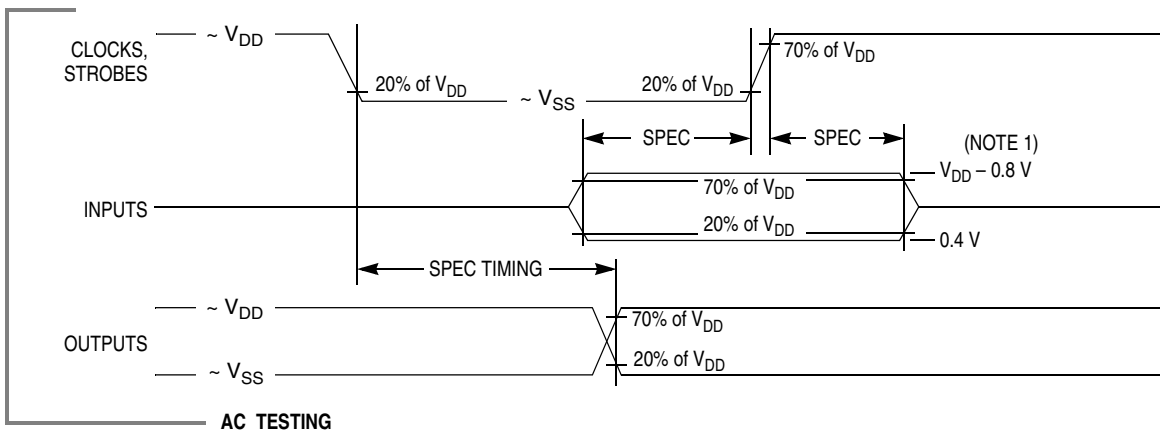 CLOCKS,
STROBES
~ VDD
20% of VDD
~ VSS
20% of VDD
70% of VDD
SPEC
SPEC
(NOTE 1)
VDD – 0.8 V
INPUTS
70% of VDD
20% of VDD
0.4 V
SPEC TIMING
OUTPUTS
~ VDD
70% of VDD
20% of VDD
~ VSS
AC TESTING